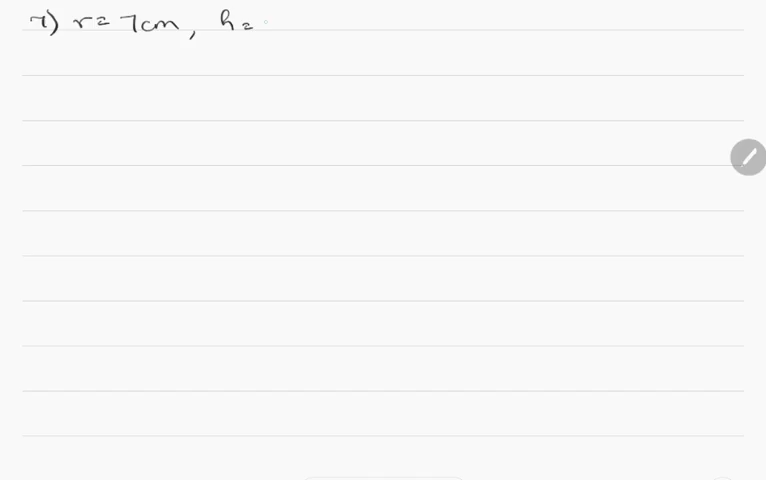 7) r = 7cm, h =